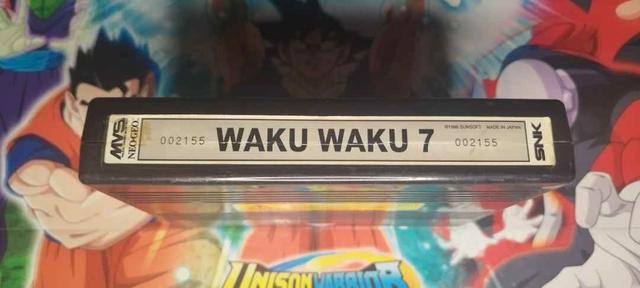 MVS
NEO·GEO
002155
WAKU WAKU 7
©1996 SUNSOFT MADE IN JAPAN
002155
SNK
UNISON WARRIOR